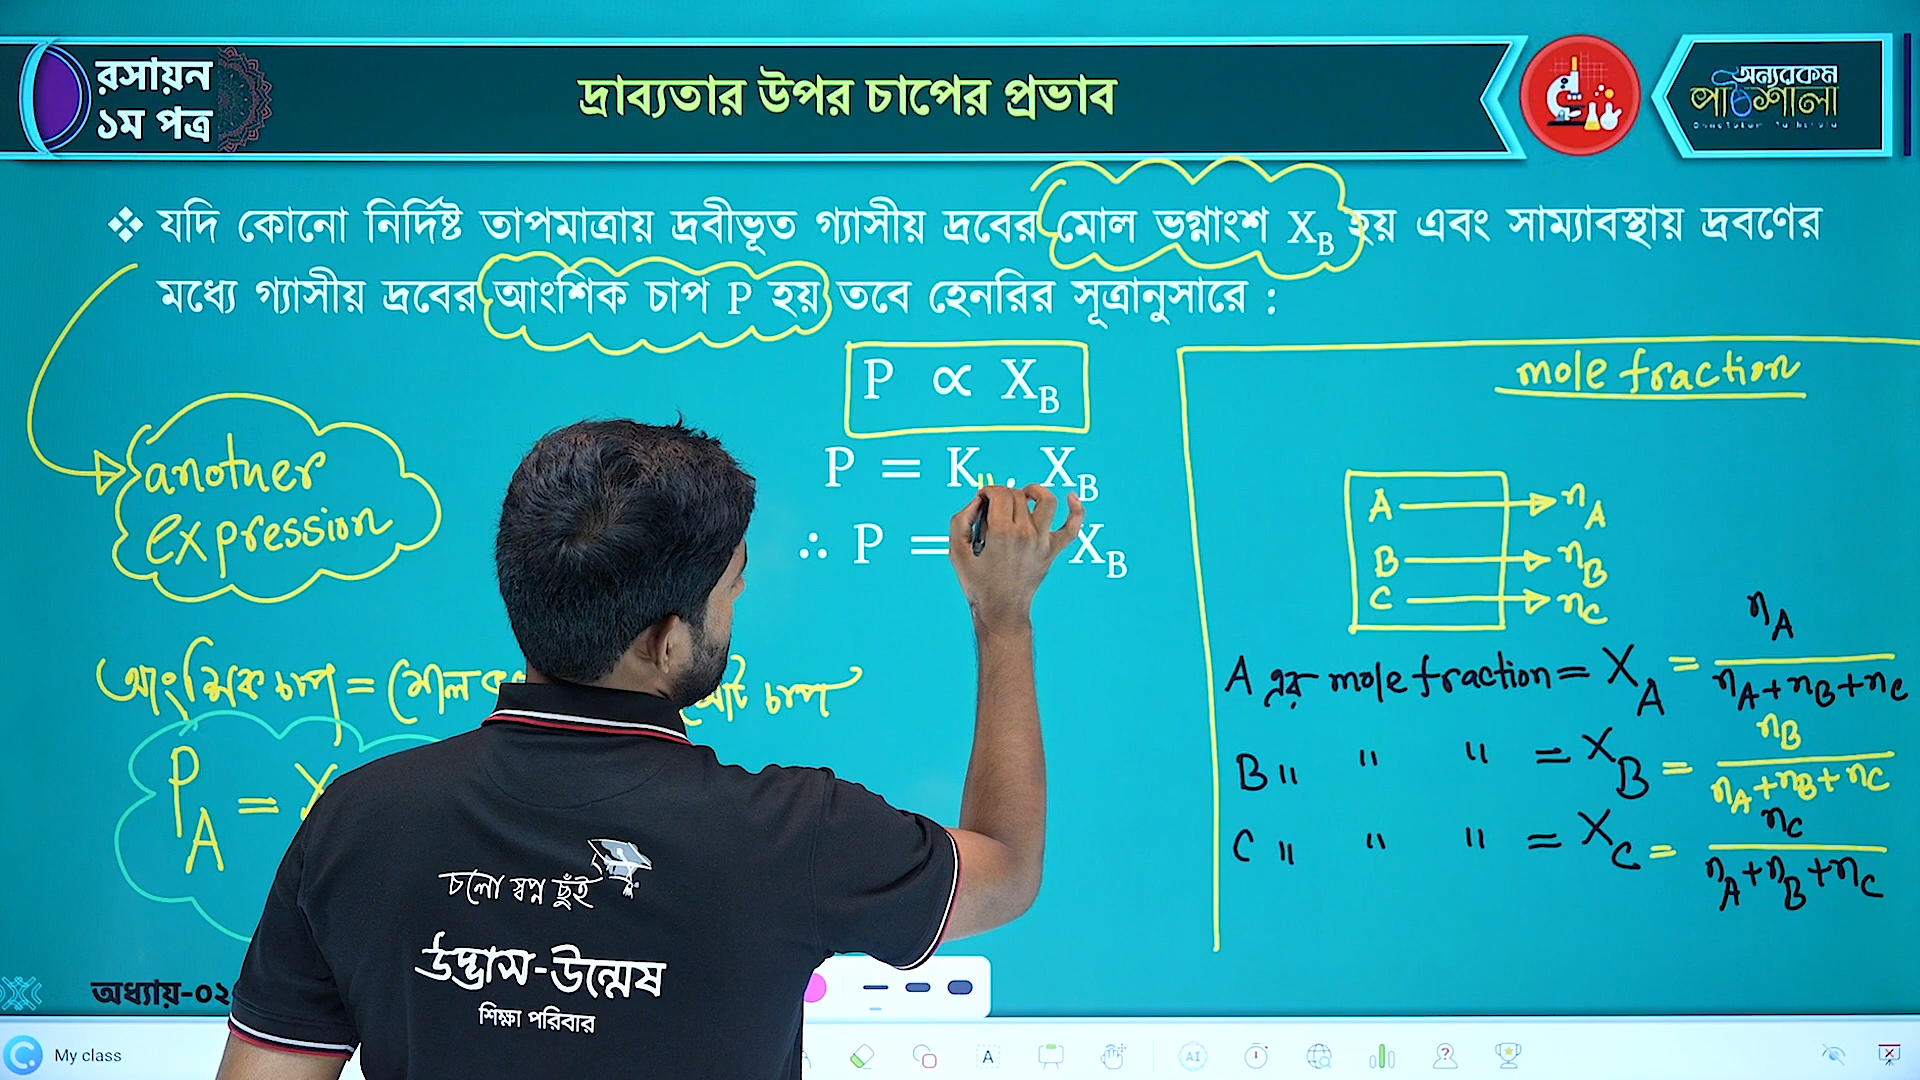 রসায়ন
১ম পত্র
দ্রাব্যতার উপর চাপের প্রভাব
অন্যরকম
পাঠশালা
❖ যদি কোনো নির্দিষ্ট তাপমাত্রায় দ্রবীভূত গ্যাসীয় দ্রবের মোল ভগ্নাংশ X_B হয় এবং সাম্যাবস্থায় দ্রবণের
মধ্যে গ্যাসীয় দ্রবের আংশিক চাপ P হয় তবে হেনরির সূত্রানুসারে :
P ∝ X_B
P = K . X_B
∴ P = X_B
another
expression
আংশিক চাপ = মোল চাপ
P_A =
mole fraction
A → n_A
B → n_B
C → n_C
A এর mole fraction = X_A = n_A / (n_A + n_B + n_C)
B " " " = X_B = n_B / (n_A + n_B + n_C)
C " " " = X_C = n_C / (n_A + n_B + n_C)
চলো স্বপ্ন ছুঁই
উদ্ভাস-উন্মেষ
শিক্ষা পরিবার
অধ্যায়-০২
My class
A
AI